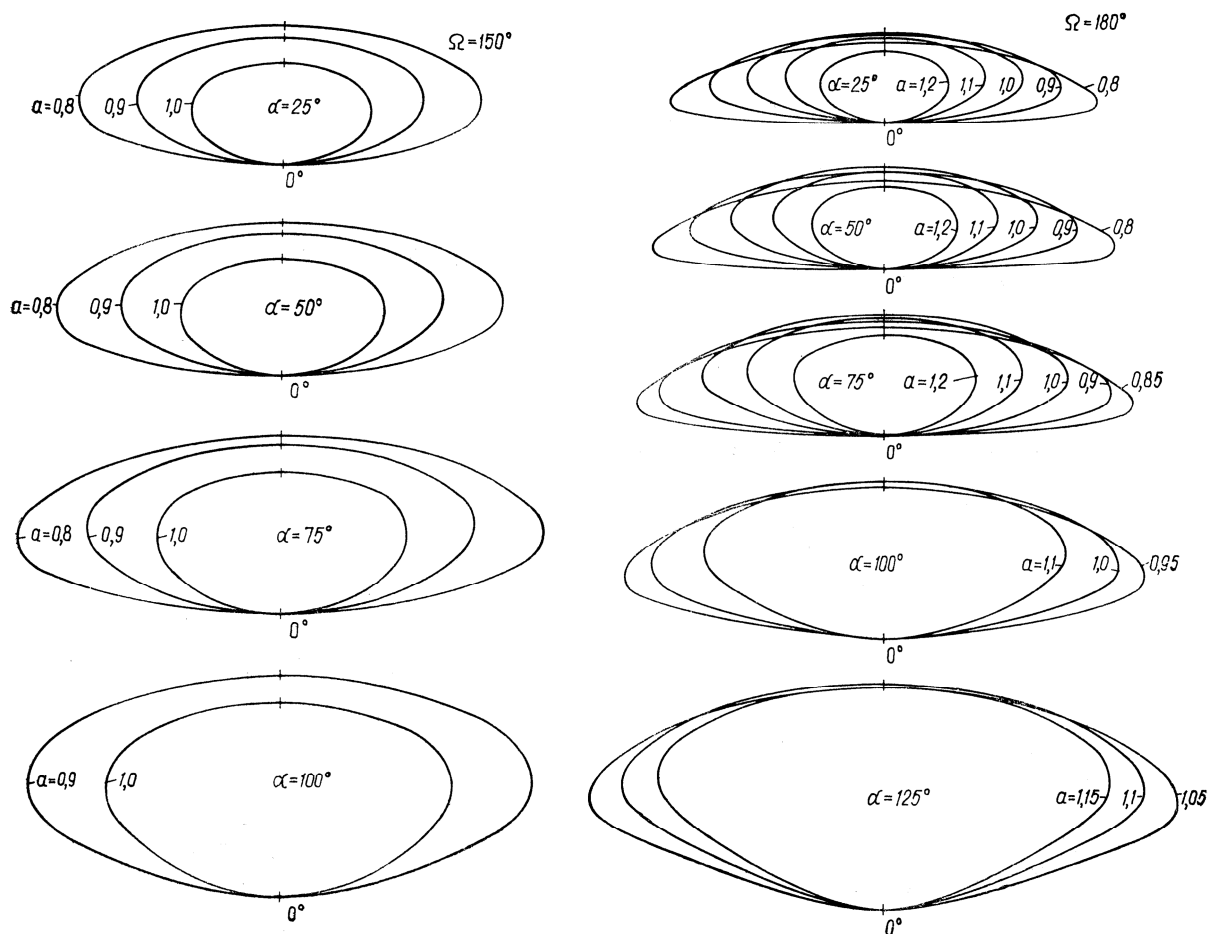 Ω=150°
a=0,8 0,9 1,0 α=25°
0°
a=0,8 0,9 1,0 α=50°
0°
a=0,8 0,9 1,0 α=75°
0°
a=0,9 1,0 α=100°
0°
Ω=180°
α=25° a=1,2 1,1 1,0 0,9 0,8
0°
α=50° a=1,2 1,1 1,0 0,9 0,8
0°
α=75° a=1,2 1,1 1,0 0,9 0,85
0°
α=100° a=1,1 1,0 0,95
0°
α=125° a=1,15 1,1 1,05
0°